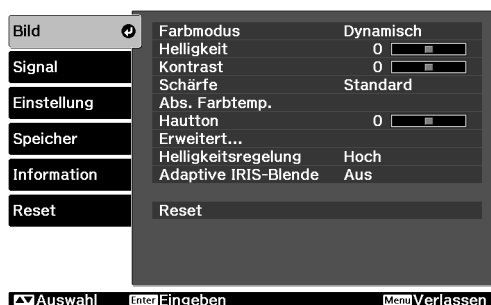 Bild
Signal
Einstellung
Speicher
Information
Reset
Farbmodus Dynamisch
Helligkeit 0
Kontrast 0
Schärfe Standard
Abs. Farbtemp.
Hautton 0
Erweitert...
Helligkeitsregelung Hoch
Adaptive IRIS-Blende Aus
Reset
Auswahl Enter Eingeben Menu Verlassen